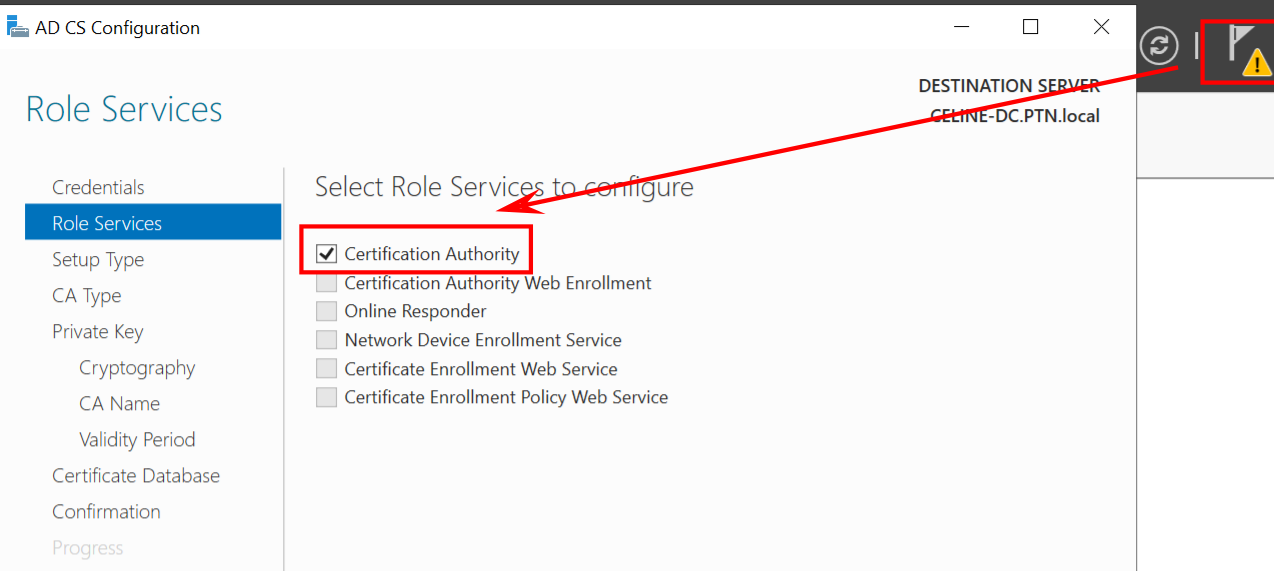 AD CS Configuration
Role Services
DESTINATION SERVER
CELINE-DC.PTN.local
Credentials
Role Services
Setup Type
CA Type
Private Key
Cryptography
CA Name
Validity Period
Certificate Database
Confirmation
Progress
Select Role Services to configure
Certification Authority
Certification Authority Web Enrollment
Online Responder
Network Device Enrollment Service
Certificate Enrollment Web Service
Certificate Enrollment Policy Web Service